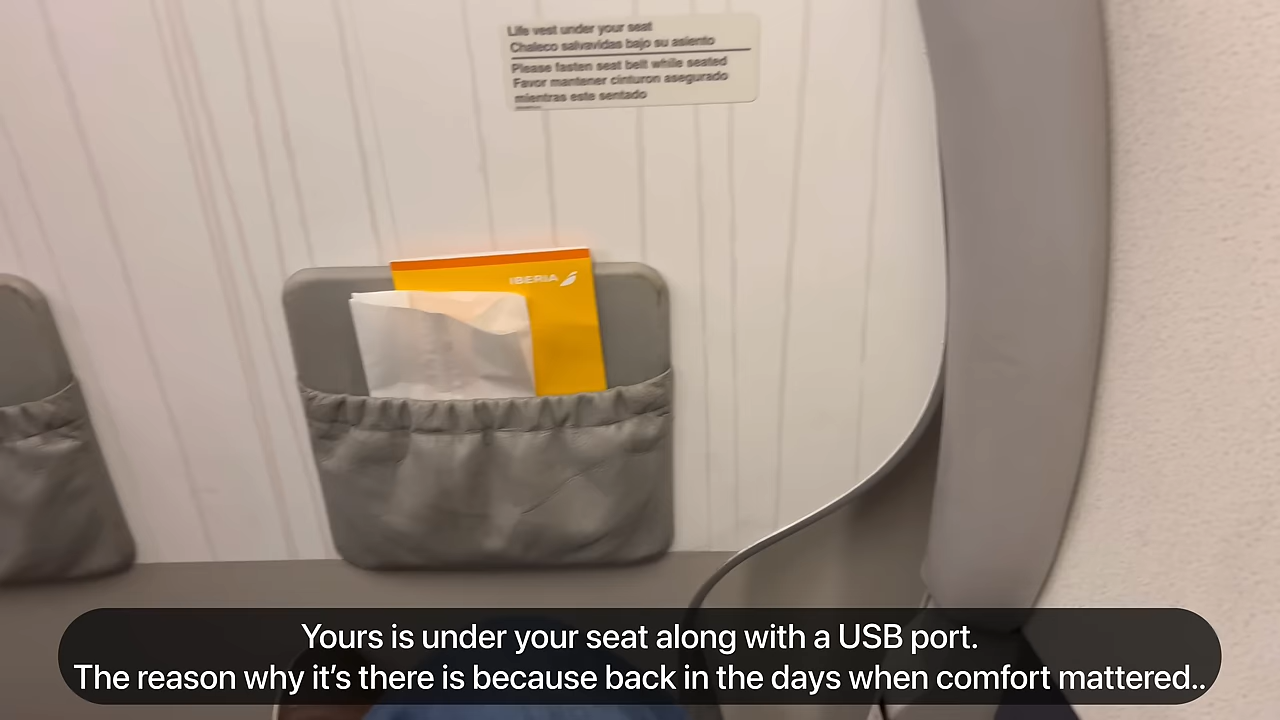 Life vest under your seat
Chaleco salvavidas bajo su asiento
Please fasten seat belt while seated
Favor mantener cinturon asegurado
mientras este sentado
IBERIA
Yours is under your seat along with a USB port.
The reason why it’s there is because back in the days when comfort mattered..